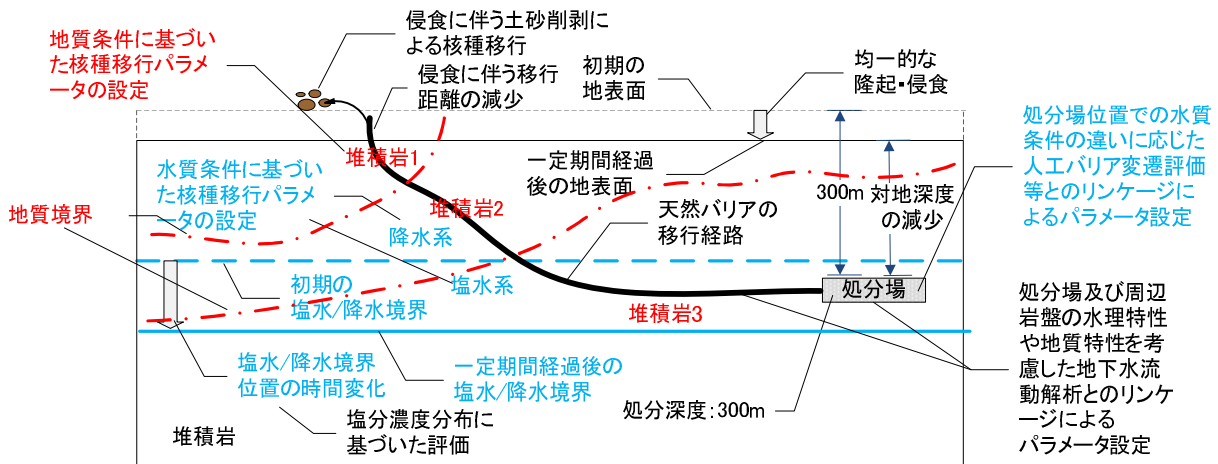 地質条件に基づい
た核種移行パラメ
ータの設定
侵食に伴う土砂削剥に
よる核種移行
侵食に伴う移行
距離の減少
初期の
地表面
均一的な
隆起・侵食
処分場位置での水質
条件の違いに応じた
人工バリア変遷評価
等とのリンケージに
よるパラメータ設定
堆積岩1
水質条件に基づい
た核種移行パラメ
ータの設定
堆積岩2
一定期間経過
後の地表面
300m
対地深度
の減少
地質境界
降水系
天然バリアの
移行経路
初期の
塩水/降水境界
塩水系
処分場
堆積岩3
処分場及び周辺
岩盤の水理特性
や地質特性を考
慮した地下水流
動解析とのリンケ
ージによる
パラメータ設定
塩水/降水境界
位置の時間変化
一定期間経過後の
塩水/降水境界
処分深度:300m
塩分濃度分布に
基づいた評価
堆積岩